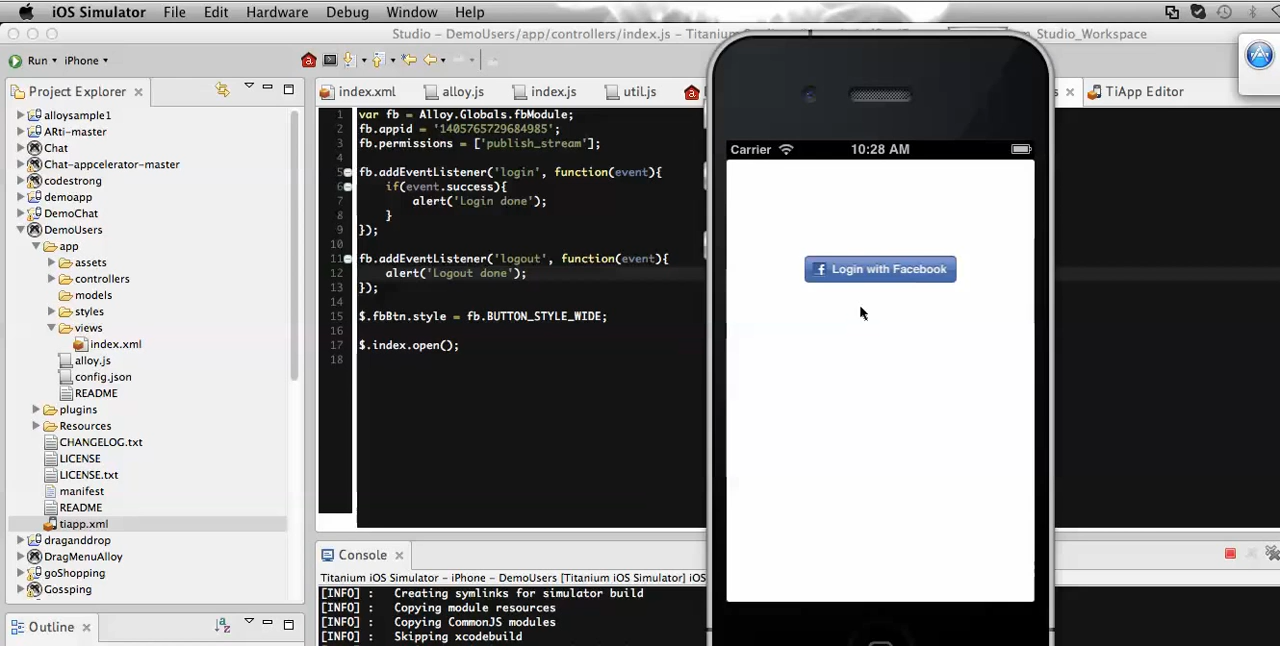 iOS Simulator File Edit Hardware Debug Window Help
Studio – DemoUsers/app/controllers/index.js – Titanium
Studio_Workspace
Run iPhone
Project Explorer
alloysample1
ARti-master
Chat
Chat-appcelerator-master
codestrong
demoapp
DemoChat
DemoUsers
app
assets
controllers
models
styles
views
index.xml
alloy.js
config.json
README
plugins
Resources
CHANGELOG.txt
LICENSE
LICENSE.txt
manifest
README
tiapp.xml
draganddrop
DragMenuAlloy
goShopping
Gossping
Outline
index.xml alloy.js index.js util.js
TiApp Editor
1 var fb = Alloy.Globals.fbModule;
2 fb.appid = '1405765729684985';
3 fb.permissions = ['publish_stream'];
4
5 fb.addEventListener('login', function(event){
6 if(event.success){
7 alert('Login done');
8 }
9 });
10
11 fb.addEventListener('logout', function(event){
12 alert('Logout done');
13 });
14
15 $.fbBtn.style = fb.BUTTON_STYLE_WIDE;
16
17 $.index.open();
18
Carrier 10:28 AM
f Login with Facebook
Console
Titanium iOS Simulator - iPhone - DemoUsers [Titanium iOS Simulator] iOS
[INFO] : Creating symlinks for simulator build
[INFO] : Copying module resources
[INFO] : Copying CommonJS modules
[INFO] : Skipping xcodebuild